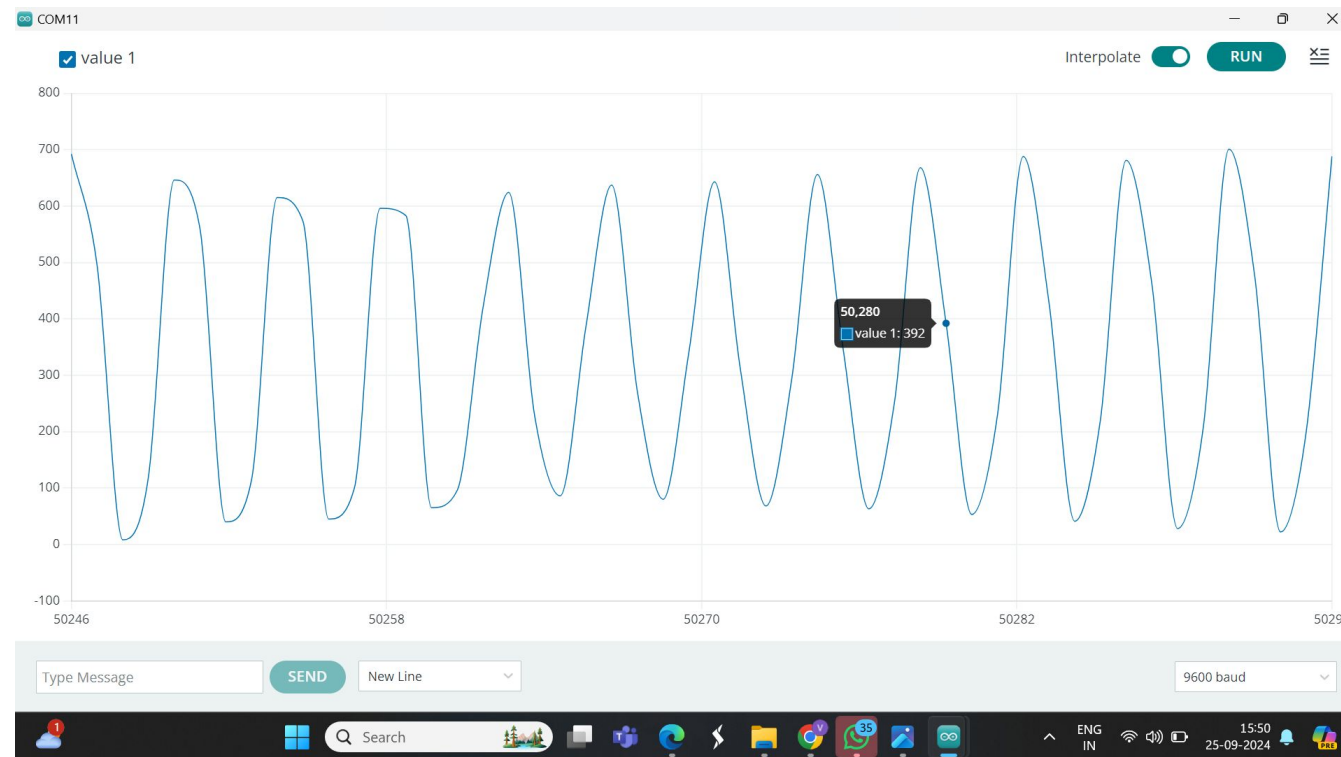 COM11
value 1
Interpolate
RUN
800
700
600
500
400
300
200
100
0
-100
50,280
value 1: 392
50246
50258
50270
50282
5029
Type Message
SEND
New Line
9600 baud
1
Search
35
ENG
IN
15:50
25-09-2024
PRE